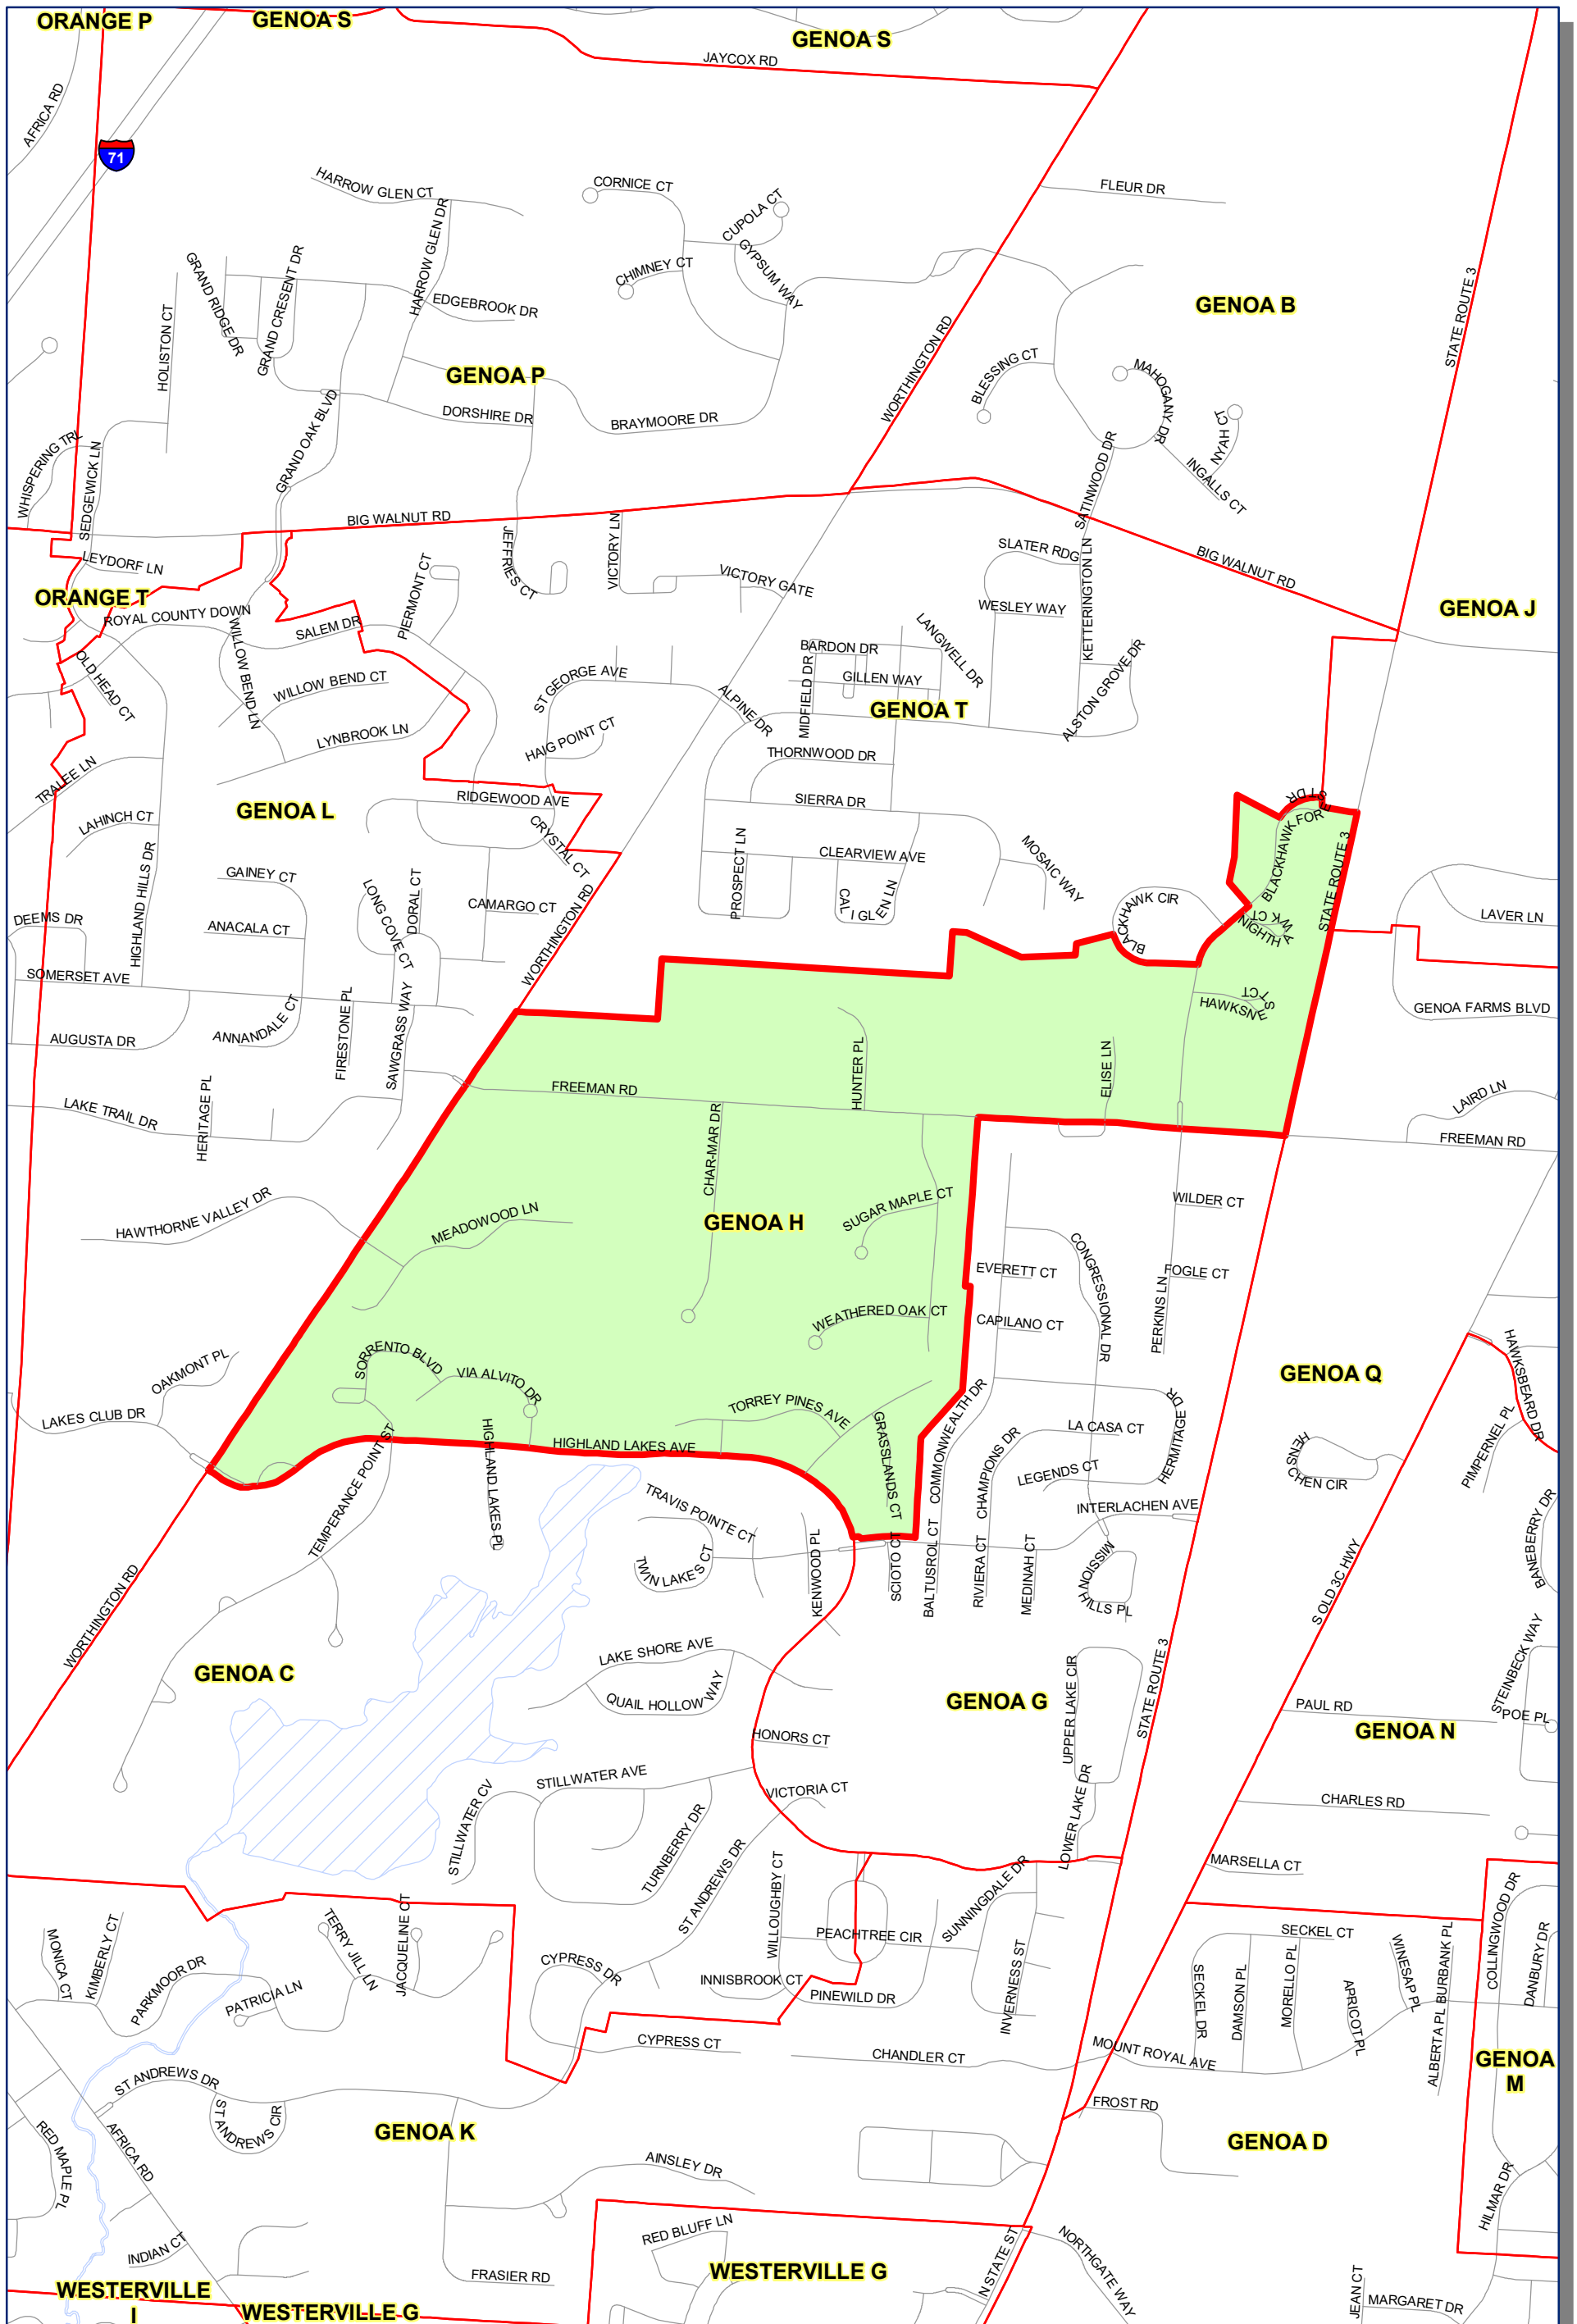 ORANGE P
GENOA S
GENOA S
JAYCOX RD
AFRICA RD
71
HARROW GLEN CT
CORNICE CT
CUPOLA CT
FLEUR DR
HARROW GLEN DR
GYPSUM WAY
CHIMNEY CT
GRAND RIDGE DR
GRAND CRESENT DR
EDGEBROOK DR
GENOA B
STATE ROUTE 3
HOLISTON CT
GENOA P
WORTHINGTON RD
BLESSING CT
MAHOGANY DR
DORSHIRE DR
BRAYMOORE DR
GRAND OAK BLVD
NYAH CT
WHISPERING TRL
SEDGEWICK LN
SATINWOOD DR
INGALLS CT
BIG WALNUT RD
JEFFRIES CT
VICTORY LN
SLATER RDG
BIG WALNUT RD
LEYDORF LN
VICTORY GATE
PIERMONT CT
ORANGE T
ROYAL COUNTY DOWN
WILLOW BEND LN
SALEM DR
WESLEY WAY
KETTERINGTON LN
GENOA J
LANGWELL DR
BARDON DR
OLD HEAD CT
WILLOW BEND CT
ST GEORGE AVE
GILLEN WAY
MIDFIELD DR
ALPINE DR
GENOA T
ALSTON GROVE DR
LYNBROOK LN
HAIG POINT CT
THORNWOOD DR
TRALEE LN
GENOA L
RIDGEWOOD AVE
SIERRA DR
BLACKHAWK FOREST DR
LAHINCH CT
CRYSTAL CT
CLEARVIEW AVE
MOSAIC WAY
STATE ROUTE 3
HIGHLAND HILLS DR
GAINEY CT
LONG COVE CT
DORAL CT
CAMARGO CT
PROSPECT LN
CALIGLEN LN
BLACKHAWK CIR
NIGHTHAWK CT
LAVER LN
DEEMS DR
ANACALA CT
WORTHINGTON RD
SOMERSET AVE
ANNANDALE CT
FIRESTONE PL
SAWGRASS WAY
HAWKSNEST CT
GENOA FARMS BLVD
AUGUSTA DR
HUNTER PL
ELISE LN
HERITAGE PL
FREEMAN RD
LAIRD LN
LAKE TRAIL DR
CHAR-MAR DR
FREEMAN RD
HAWTHORNE VALLEY DR
MEADOWOOD LN
GENOA H
SUGAR MAPLE CT
WILDER CT
CONGRESSIONAL DR
EVERETT CT
FOGLE CT
WEATHERED OAK CT
CAPILANO CT
PERKINS LN
SORRENTO BLVD
OAKMONT PL
VIA ALVITO DR
GENOA Q
HAWKSBEARD DR
LAKES CLUB DR
TORREY PINES AVE
GRASSLANDS CT
COMMONWEALTH DR
LA CASA CT
HERMITAGE DR
PIMPERNEL PL
TEMPERANCE POINT ST
HIGHLAND LAKES PL
HIGHLAND LAKES AVE
CHAMPIONS DR
LEGENDS CT
HENSCHEN CIR
TRAVIS POINTE CT
INTERLACHEN AVE
BANEBERRY DR
WORTHINGTON RD
TWIN LAKES CT
KENWOOD PL
SCIOTO CT
BALTUSROL CT
RIVIERA CT
MEDINAH CT
MISSION HILLS PL
S OLD 3C HWY
GENOA C
LAKE SHORE AVE
QUAIL HOLLOW WAY
GENOA G
UPPER LAKE CIR
STATE ROUTE 3
STEINBECK WAY
PAUL RD
POE PL
GENOA N
HONORS CT
STILLWATER AVE
VICTORIA CT
STILLWATER CV
LOWER LAKE DR
CHARLES RD
TURNBERRY DR
ST ANDREWS DR
MARSELLA CT
WILLOUGHBY CT
SUNNINGDALE DR
COLLINGWOOD DR
MONICA CT
KIMBERLY CT
TERRY JILL LN
JACQUELINE CT
PEACHTREE CIR
SECKEL CT
WINESAP PL
BURBANK PL
DANBURY DR
PARKMOOR DR
CYPRESS DR
INNISBROOK CT
PINEWILD DR
INVERNESS ST
SECKEL DR
DAMSON PL
MORELLO PL
APRICOT PL
ALBERTA PL
PATRICIA LN
CYPRESS CT
CHANDLER CT
MOUNT ROYAL AVE
GENOA
M
ST ANDREWS DR
ST ANDREWS CIR
FROST RD
GENOA K
GENOA D
RED MAPLE PL
AFRICA RD
AINSLEY DR
HILMAR DR
INDIAN CT
RED BLUFF LN
N STATE ST
NORTHGATE WAY
WESTERVILLE G
FRASIER RD
WESTERVILLE
I
WESTERVILLE G
JEAN CT
MARGARET DR